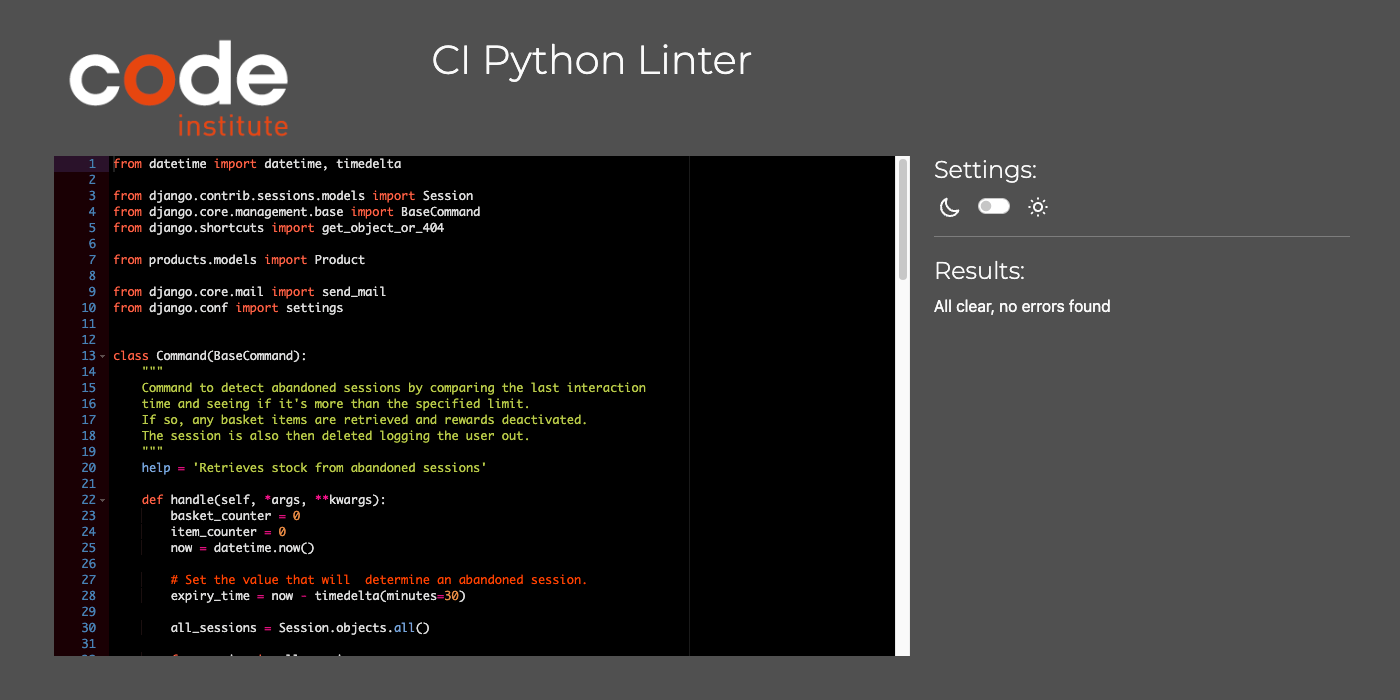 code
institute
CI Python Linter
1 from datetime import datetime, timedelta
2
3 from django.contrib.sessions.models import Session
4 from django.core.management.base import BaseCommand
5 from django.shortcuts import get_object_or_404
6
7 from products.models import Product
8
9 from django.core.mail import send_mail
10 from django.conf import settings
11
12
13 class Command(BaseCommand):
14     """
15     Command to detect abandoned sessions by comparing the last interaction
16     time and seeing if it's more than the specified limit.
17     If so, any basket items are retrieved and rewards deactivated.
18     The session is also then deleted logging the user out.
19     """
20     help = 'Retrieves stock from abandoned sessions'
21
22     def handle(self, *args, **kwargs):
23         basket_counter = 0
24         item_counter = 0
25         now = datetime.now()
26
27         # Set the value that will  determine an abandoned session.
28         expiry_time = now - timedelta(minutes=30)
29
30         all_sessions = Session.objects.all()
31
Settings:
Results:
All clear, no errors found